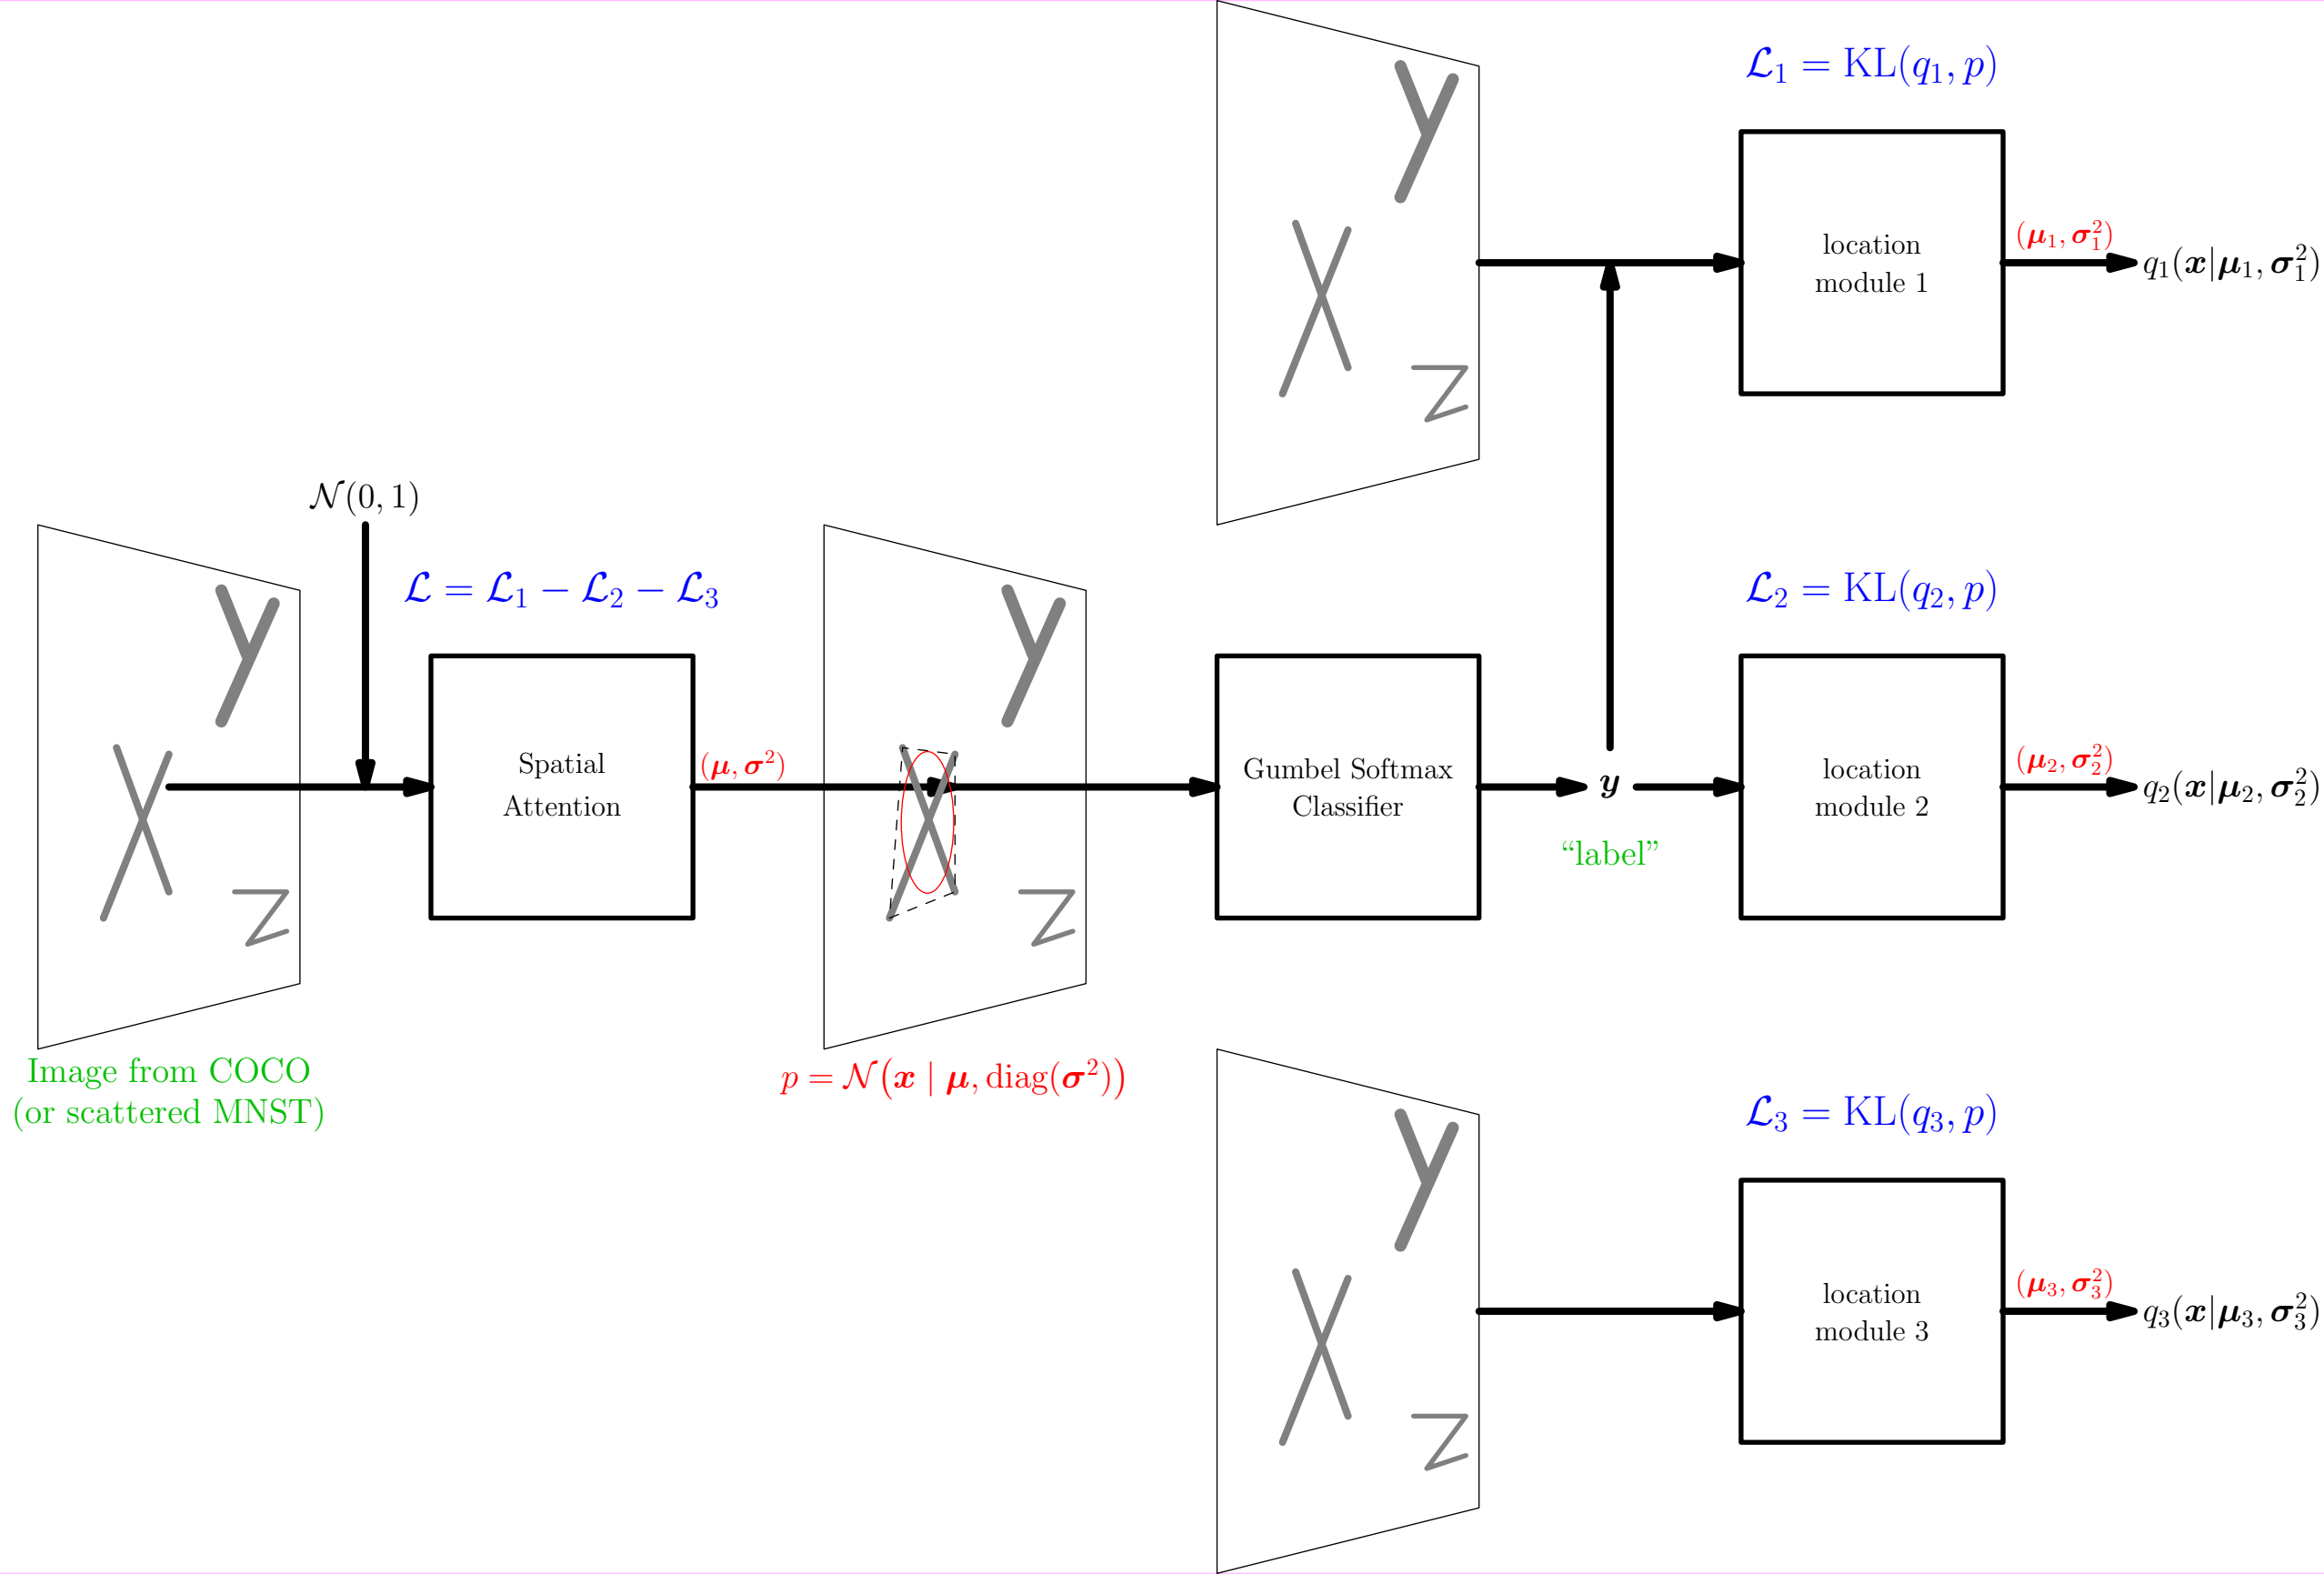 𝓛₁ = KL(q₁, p)
location
module 1
(μ₁, σ₁²)
q₁(x|μ₁, σ₁²)
y
x
z
𝒩(0, 1)
𝓛 = 𝓛₁ − 𝓛₂ − 𝓛₃
y
x
z
Spatial
Attention
(μ, σ²)
y
x
z
Gumbel Softmax
Classifier
y
“label”
𝓛₂ = KL(q₂, p)
location
module 2
(μ₂, σ₂²)
q₂(x|μ₂, σ₂²)
Image from COCO
(or scattered MNST)
p = 𝒩(x | μ, diag(σ²))
y
x
z
𝓛₃ = KL(q₃, p)
location
module 3
(μ₃, σ₃²)
q₃(x|μ₃, σ₃²)